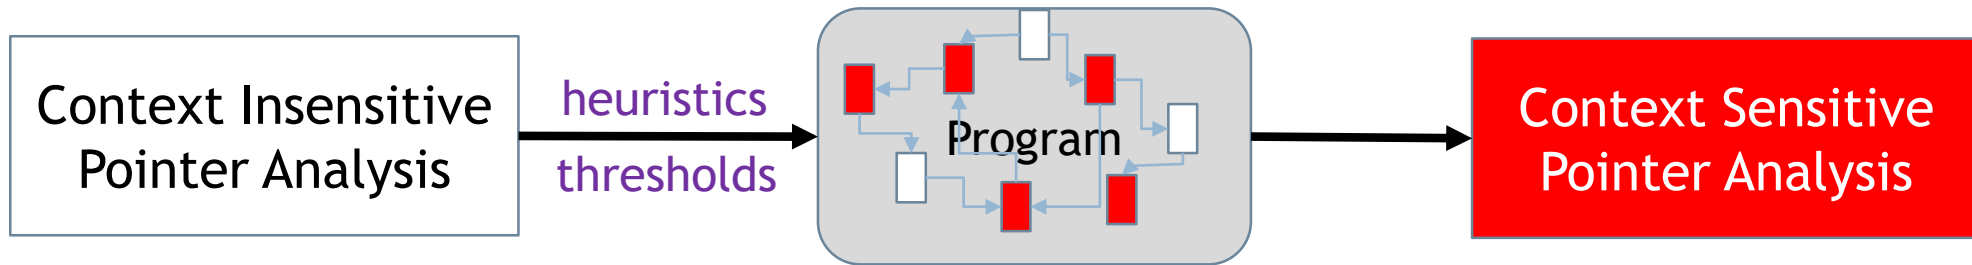 Context Insensitive
Pointer Analysis
heuristics
thresholds
Program
Context Sensitive
Pointer Analysis